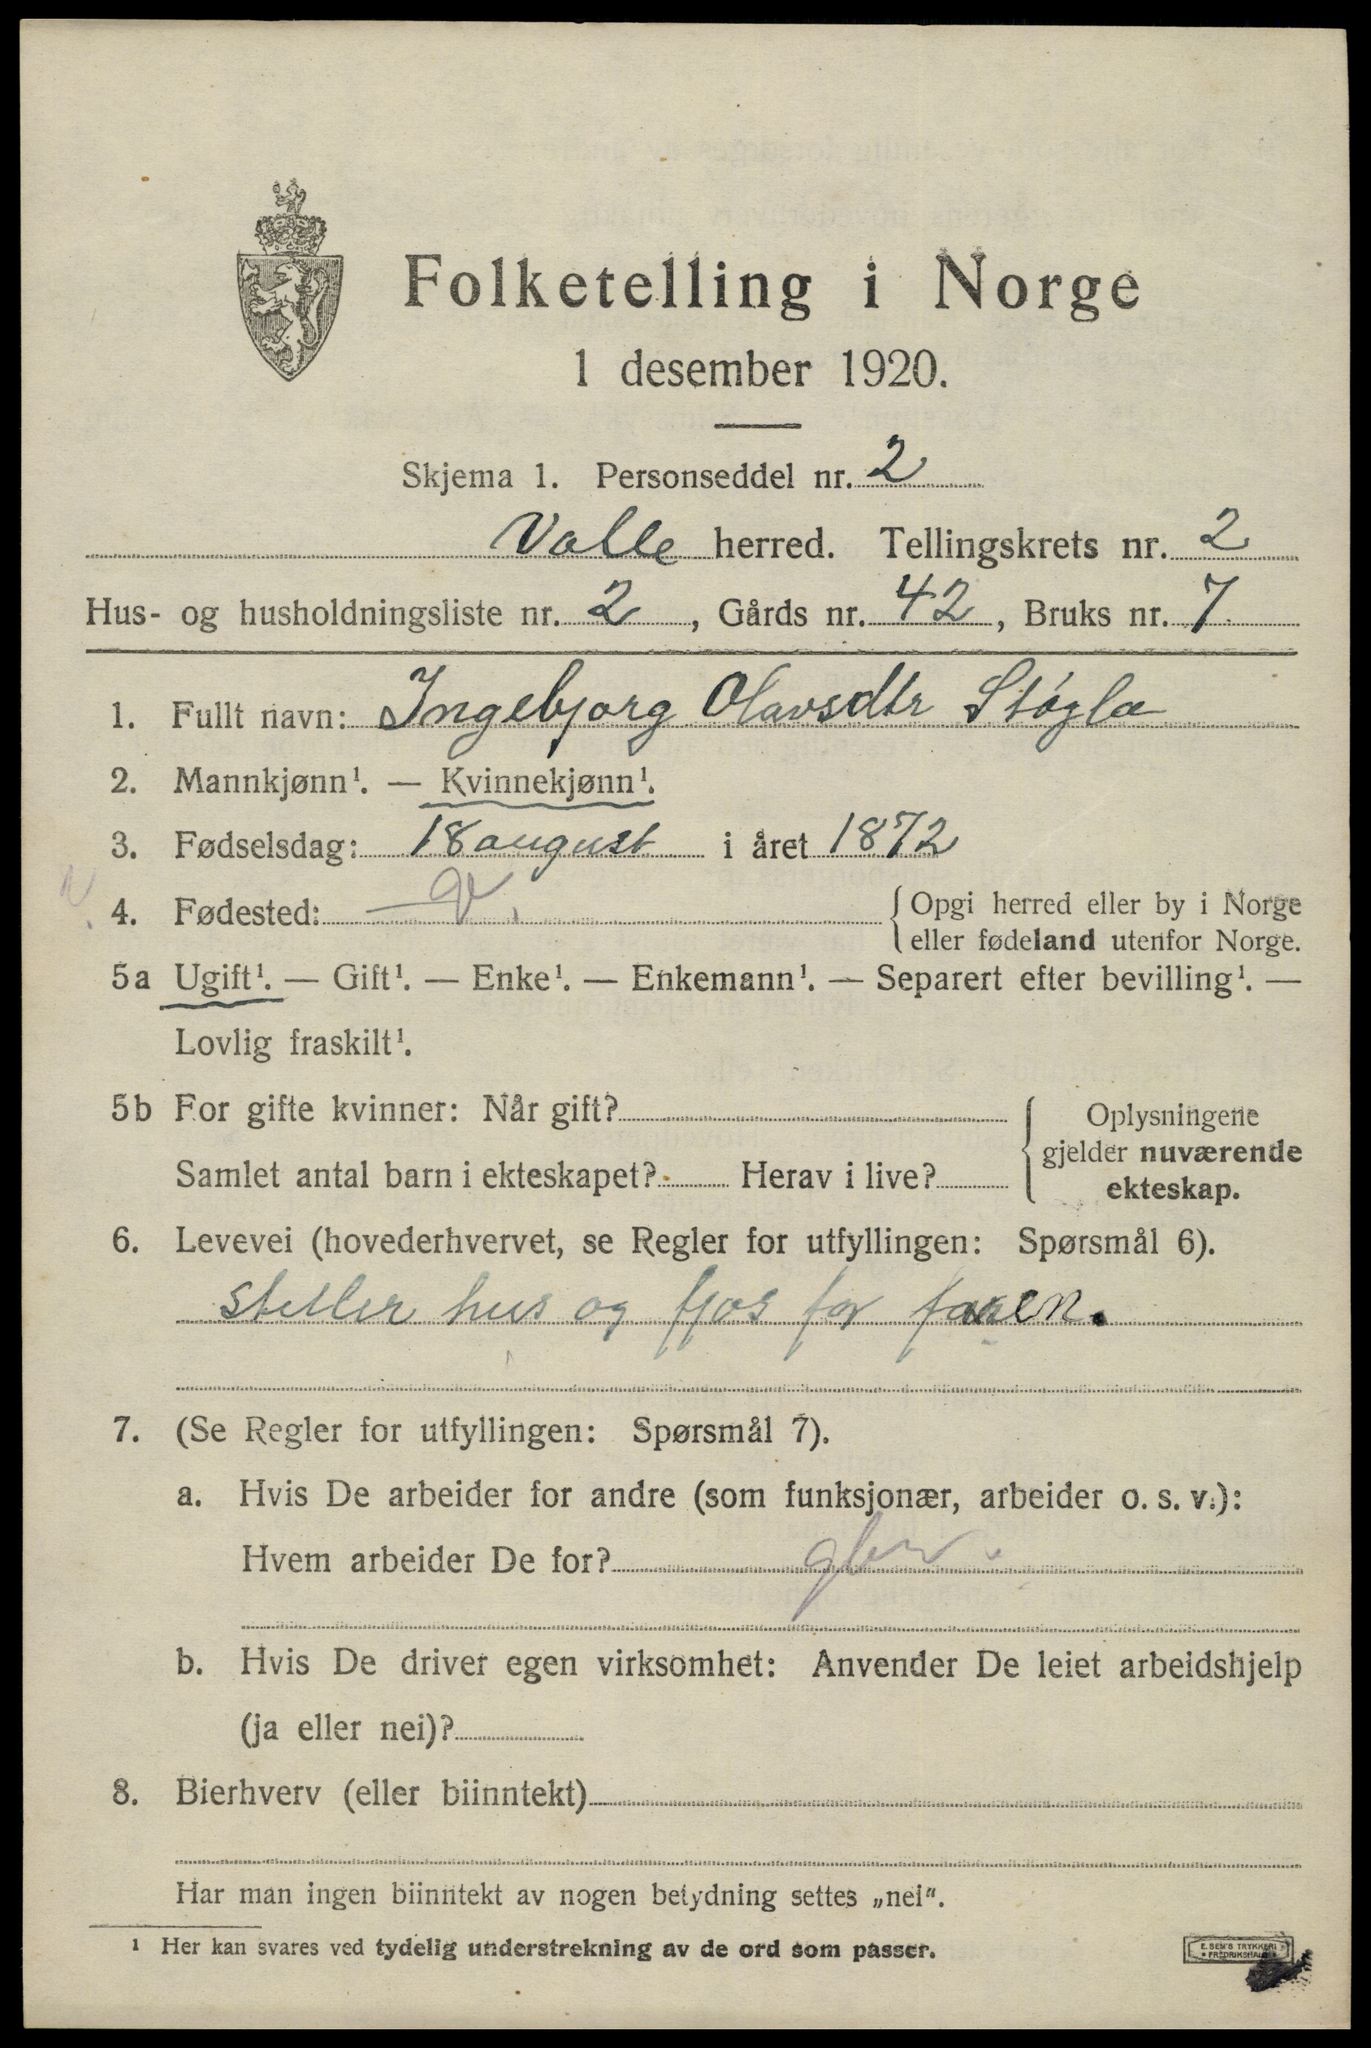 Folketelling i Norge
1 desember 1920.
Skjema 1. Personseddel nr. 2
Valle herred. Tellingskrets nr. 2
Hus- og husholdningsliste nr. 2, Gårds nr. 42, Bruks nr. 7
1. Fullt navn: Ingebjorg Olavsdtr Støgla
2. Mannkjønn¹. — Kvinnekjønn¹.
3. Fødselsdag: 18 august i året 1872
4. Fødested: — V. Opgi herred eller by i Norge
eller fødeland utenfor Norge.
5a Ugift¹. — Gift¹. — Enke¹. — Enkemann¹. — Separert efter bevilling¹. —
Lovlig fraskilt¹.
5b For gifte kvinner: Når gift? Oplysningene
gjelder nuværende
Samlet antal barn i ekteskapet? Herav i live? ekteskap.
6. Levevei (hovederhvervet, se Regler for utfyllingen: Spørsmål 6).
steller hus og fjos for faren.
7. (Se Regler for utfyllingen: Spørsmål 7).
a. Hvis De arbeider for andre (som funksjonær, arbeider o. s. v.):
Hvem arbeider De for?
b. Hvis De driver egen virksomhet: Anvender De leiet arbeidshjelp
(ja eller nei)?
8. Bierhverv (eller biinntekt)
Har man ingen biinntekt av nogen betydning settes „nei".
¹ Her kan svares ved tydelig understrekning av de ord som passer.
E. SEM'S TRYKKERI